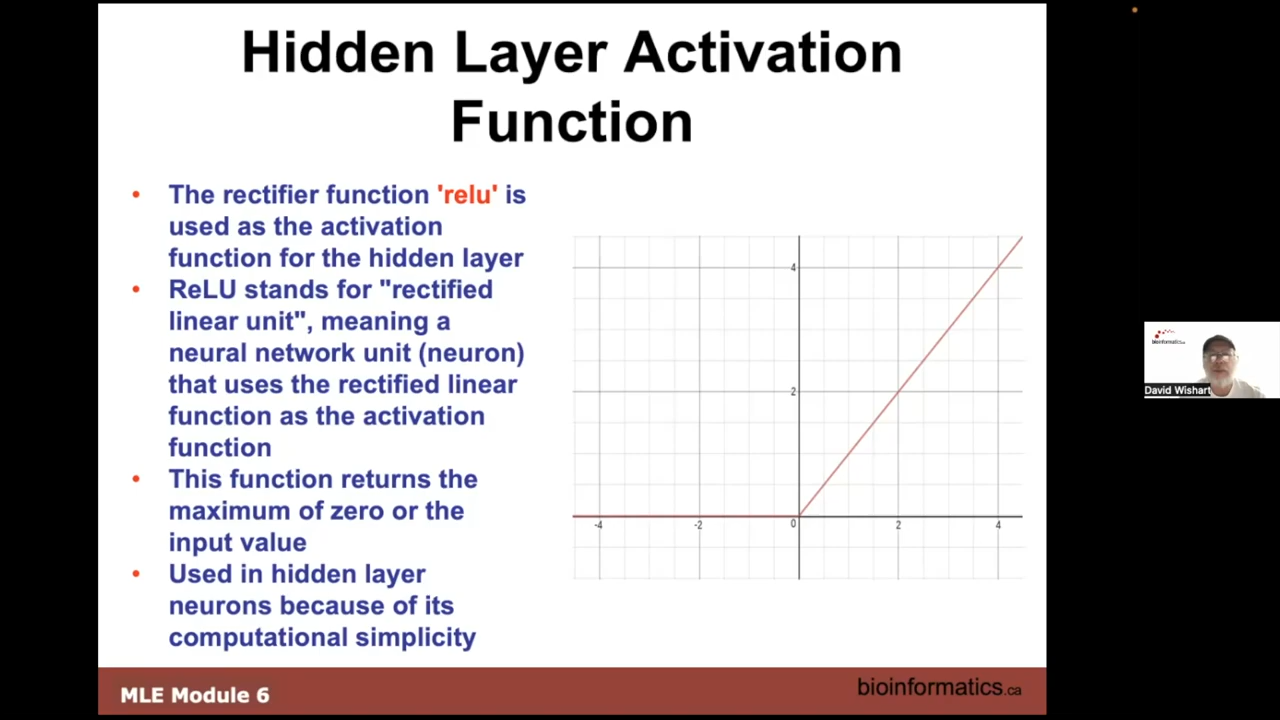 Hidden Layer Activation
Function
• The rectifier function 'relu' is
used as the activation
function for the hidden layer
• ReLU stands for "rectified
linear unit", meaning a
neural network unit (neuron)
that uses the rectified linear
function as the activation
function
• This function returns the
maximum of zero or the
input value
• Used in hidden layer
neurons because of its
computational simplicity
4
2
-4 -2 0 2 4
bioinformatics.ca
David Wishart
MLE Module 6
bioinformatics.ca